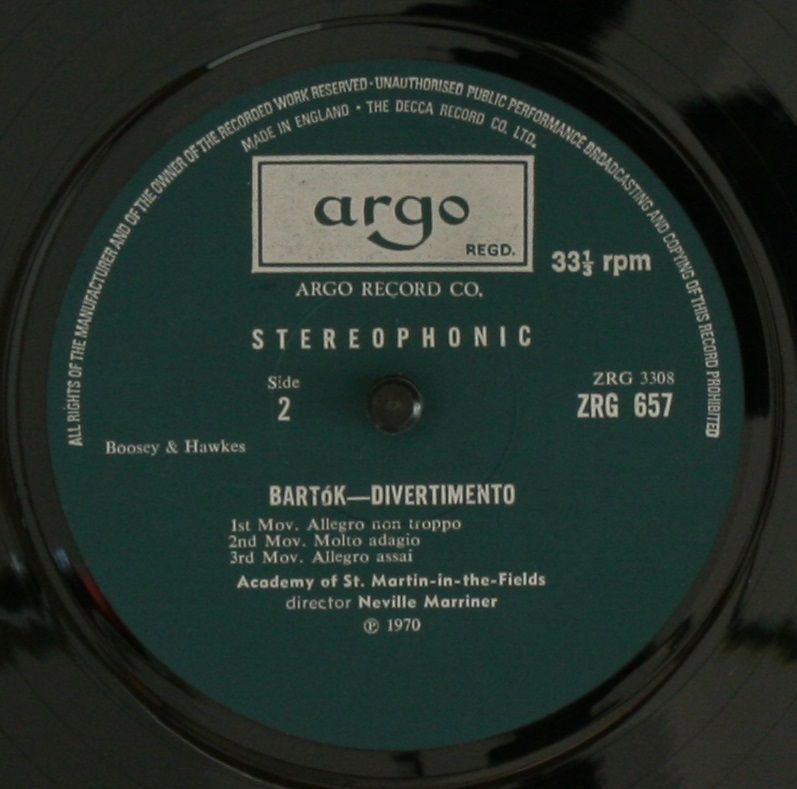 ALL RIGHTS OF THE MANUFACTURER AND OF THE OWNER OF THE RECORDED WORK RESERVED · UNAUTHORISED PUBLIC PERFORMANCE BROADCASTING AND COPYING OF THIS RECORD PROHIBITED
MADE IN ENGLAND • THE DECCA RECORD CO. LTD.
argo
REGD.
33⅓ rpm
ARGO RECORD CO.
STEREOPHONIC
Side
2
ZRG 3308
ZRG 657
Boosey & Hawkes
BARTóK—DIVERTIMENTO
1st Mov. Allegro non troppo
2nd Mov. Molto adagio
3rd Mov. Allegro assai
Academy of St. Martin-in-the-Fields
director Neville Marriner
℗ 1970